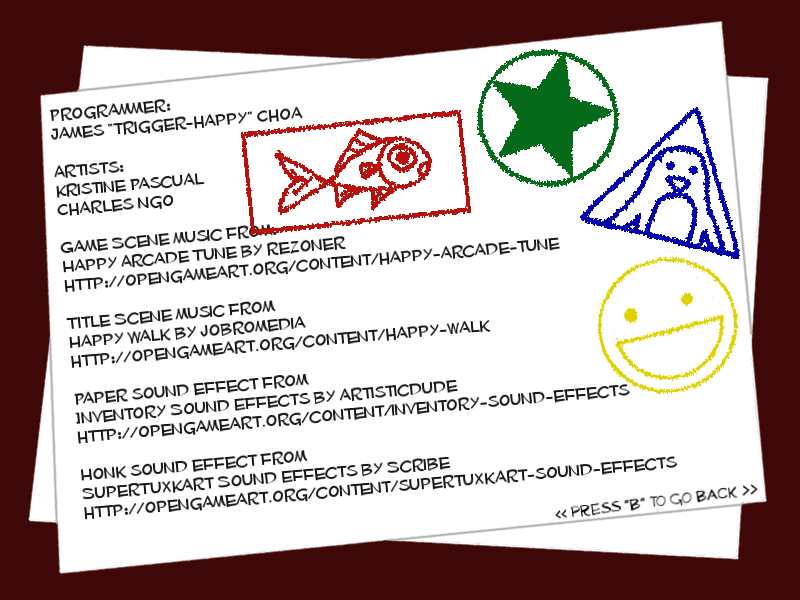 PROGRAMMER:
JAMES "TRIGGER-HAPPY" CHOA
ARTISTS:
KRISTINE PASCUAL
CHARLES NGO
GAME SCENE MUSIC FROM
HAPPY ARCADE TUNE BY REZONER
HTTP://OPENGAMEART.ORG/CONTENT/HAPPY-ARCADE-TUNE
TITLE SCENE MUSIC FROM
HAPPY WALK BY JOBROMEDIA
HTTP://OPENGAMEART.ORG/CONTENT/HAPPY-WALK
PAPER SOUND EFFECT FROM
INVENTORY SOUND EFFECTS BY ARTISTICDUDE
HTTP://OPENGAMEART.ORG/CONTENT/INVENTORY-SOUND-EFFECTS
HONK SOUND EFFECT FROM
SUPERTUXKART SOUND EFFECTS BY SCRIBE
HTTP://OPENGAMEART.ORG/CONTENT/SUPERTUXKART-SOUND-EFFECTS
<< PRESS "B" TO GO BACK >>